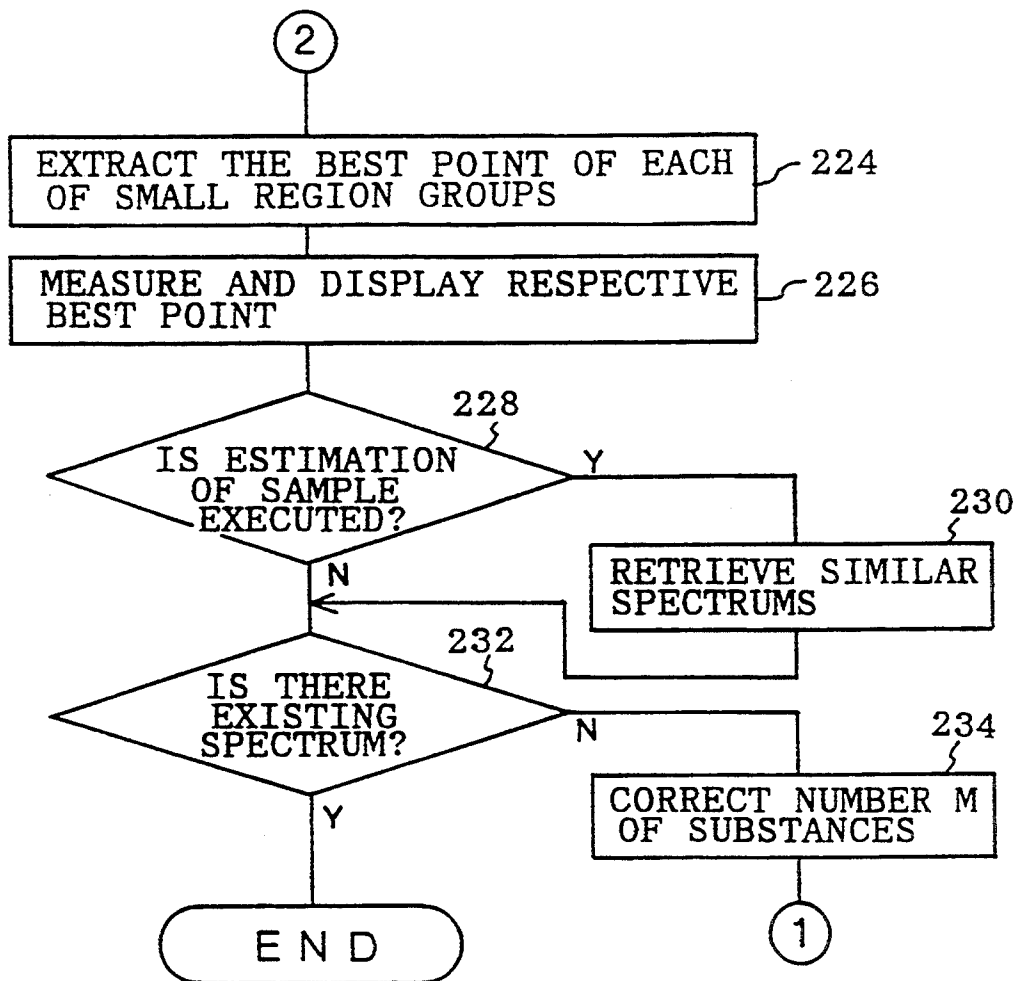 2
EXTRACT THE BEST POINT OF EACH
OF SMALL REGION GROUPS
224
MEASURE AND DISPLAY RESPECTIVE
BEST POINT
226
228
IS ESTIMATION
OF SAMPLE
EXECUTED?
Y
N
230
RETRIEVE SIMILAR
SPECTRUMS
232
IS THERE
EXISTING
SPECTRUM?
N
Y
234
CORRECT NUMBER M
OF SUBSTANCES
END
1